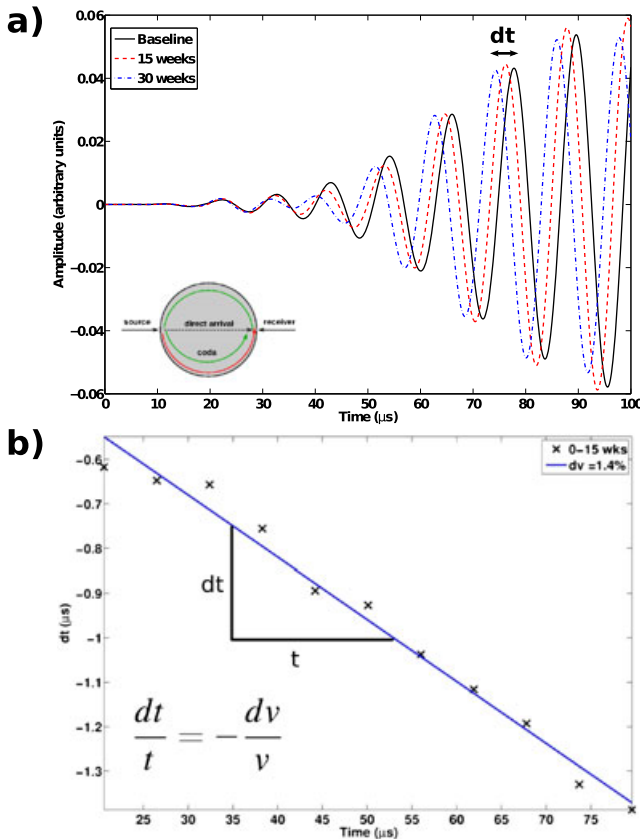 a)
0.06
0.04
0.02
0
−0.02
−0.04
−0.06
Amplitude (arbitrary units)
Baseline
15 weeks
30 weeks
dt
source
direct arrival
receiver
coda
0 10 20 30 40 50 60 70 80 90 100
Time (μs)
b)
−0.6
−0.7
−0.8
−0.9
−1
−1.1
−1.2
−1.3
dt (μs)
0−15 wks
dv =1.4%
dt
t
dt/t = − dv/v
25 30 35 40 45 50 55 60 65 70 75
Time (μs)